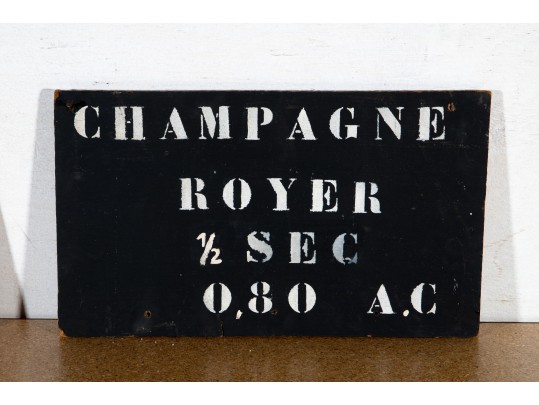 CHAMPAGNE
ROYER
½ SEC
0,80 A.C